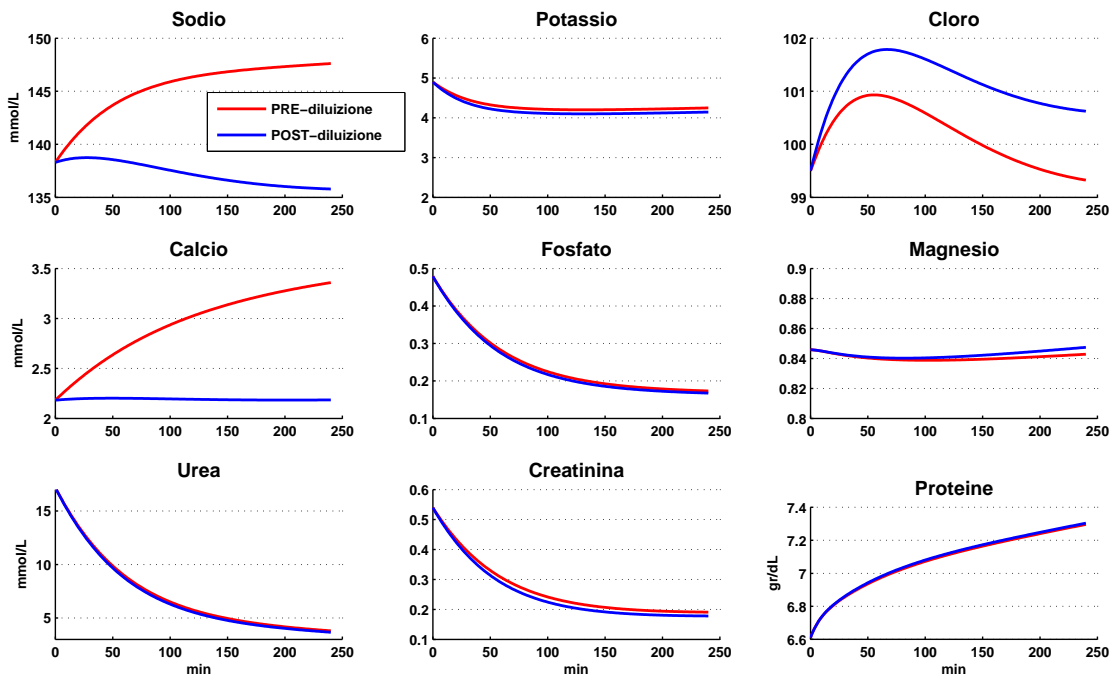 Sodio
150
145
140
135
mmol/L
0 50 100 150 200 250
PRE−diluizione
POST−diluizione
Potassio
6
5
4
3
2
0 50 100 150 200 250
Cloro
102
101
100
99
0 50 100 150 200 250
Calcio
3.5
3
2.5
2
mmol/L
0 50 100 150 200 250
Fosfato
0.5
0.4
0.3
0.2
0.1
0 50 100 150 200 250
Magnesio
0.9
0.88
0.86
0.84
0.82
0.8
0 50 100 150 200 250
Urea
15
10
5
mmol/L
0 50 100 150 200 250
min
Creatinina
0.6
0.5
0.4
0.3
0.2
0.1
0 50 100 150 200 250
min
Proteine
7.4
7.2
7
6.8
6.6
gr/dL
0 50 100 150 200 250
min